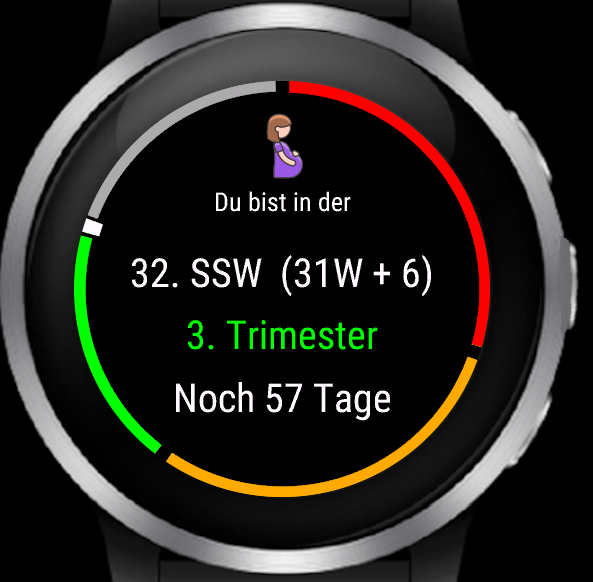 Du bist in der
32. SSW (31W + 6)
3. Trimester
Noch 57 Tage